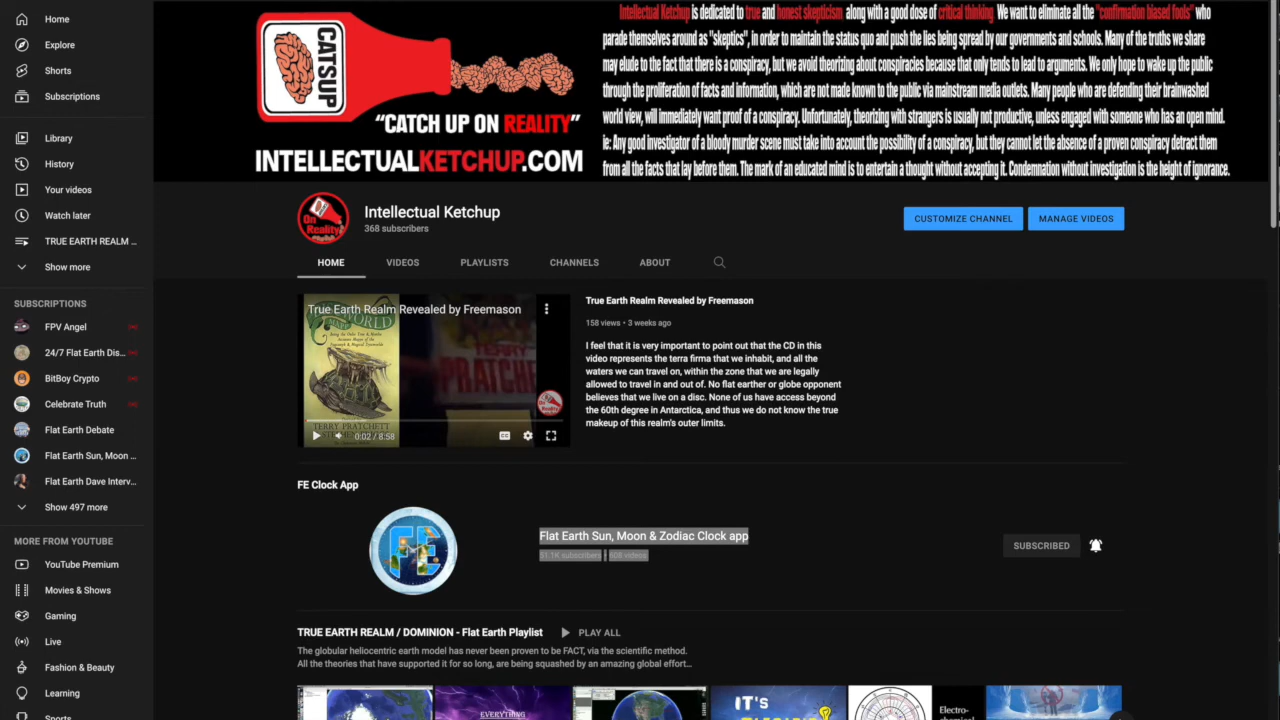 Home
Explore
Shorts
Subscriptions
Library
History
Your videos
Watch later
TRUE EARTH REALM ...
Show more
SUBSCRIPTIONS
FPV Angel
24/7 Flat Earth Dis...
BitBoy Crypto
Celebrate Truth
Flat Earth Debate
Flat Earth Sun, Moon ...
Flat Earth Dave Interv...
Show 497 more
MORE FROM YOUTUBE
YouTube Premium
Movies & Shows
Gaming
Live
Fashion & Beauty
Learning
Sports
CATSUP
“CATCH UP ON REALITY”
INTELLECTUALKETCHUP.COM
Intellectual Ketchup is dedicated to true and honest skepticism along with a good dose of critical thinking. We want to eliminate all the "confirmation biased fools" who
parade themselves around as "skeptics", in order to maintain the status quo and push the lies being spread by our governments and schools. Many of the truths we share
may elude to the fact that there is a conspiracy, but we avoid theorizing about conspiracies because that only tends to lead to arguments. We only hope to wake up the public
through the proliferation of facts and information, which are not made known to the public via mainstream media outlets. Many people who are defending their brainwashed
world view, will immediately want proof of a conspiracy. Unfortunately, theorizing with strangers is usually not productive, unless engaged with someone who has an open mind.
ie: Any good investigator of a bloody murder scene must take into account the possibility of a conspiracy, but they cannot let the absence of a proven conspiracy detract them
from all the facts that lay before them. The mark of an educated mind is to entertain a thought without accepting it. Condemnation without investigation is the height of ignorance.
On
Reality
Intellectual Ketchup
368 subscribers
CUSTOMIZE CHANNEL
MANAGE VIDEOS
HOME
VIDEOS
PLAYLISTS
CHANNELS
ABOUT
True Earth Realm Revealed by Freemason
TERRY PRATCHETT
0:02 / 8:58
On
Reality
True Earth Realm Revealed by Freemason
158 views • 3 weeks ago
I feel that it is very important to point out that the CD in this
video represents the terra firma that we inhabit, and all the
waters we can travel on, within the zone that we are legally
allowed to travel in and out of. No flat earther or globe opponent
believes that we live on a disc. None of us have access beyond
the 60th degree in Antarctica, and thus we do not know the true
makeup of this realm's outer limits.
FE Clock App
FE
Flat Earth Sun, Moon & Zodiac Clock app
51.1K subscribers • 608 videos
SUBSCRIBED
TRUE EARTH REALM / DOMINION - Flat Earth Playlist
PLAY ALL
The globular heliocentric earth model has never been proven to be FACT, via the scientific method.
All the theories that have supported it for so long, are being squashed by an amazing global effort...
EVERYTHING
IT'S
Electro-